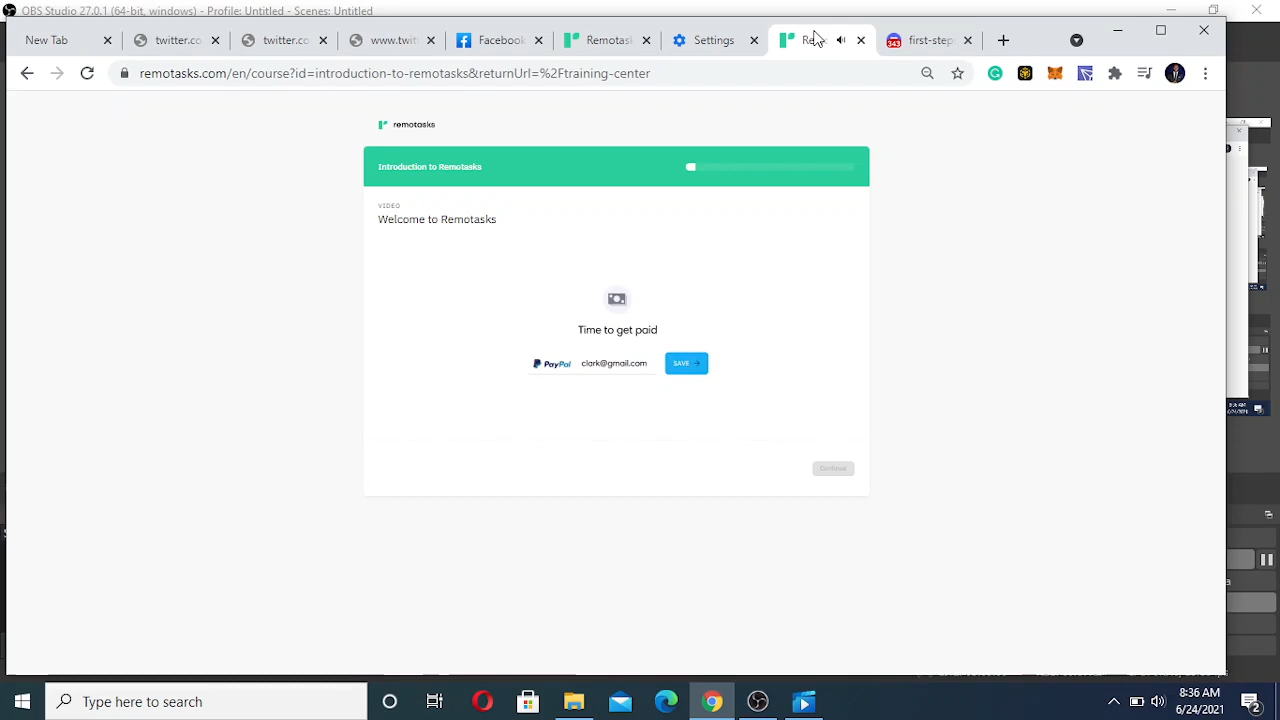 OBS Studio 27.0.1 (64-bit, windows) - Profile: Untitled - Scenes: Untitled
New Tab
twitter.co
twitter.co
www.twit
Facebook
Remotask
Settings
Re
first-step
remotasks.com/en/course?id=introduction-to-remotasks&returnUrl=%2Ftraining-center
remotasks
Introduction to Remotasks
VIDEO
Welcome to Remotasks
Time to get paid
PayPal clark@gmail.com SAVE →
Continue
Type here to search
8:36 AM
6/24/2021
2